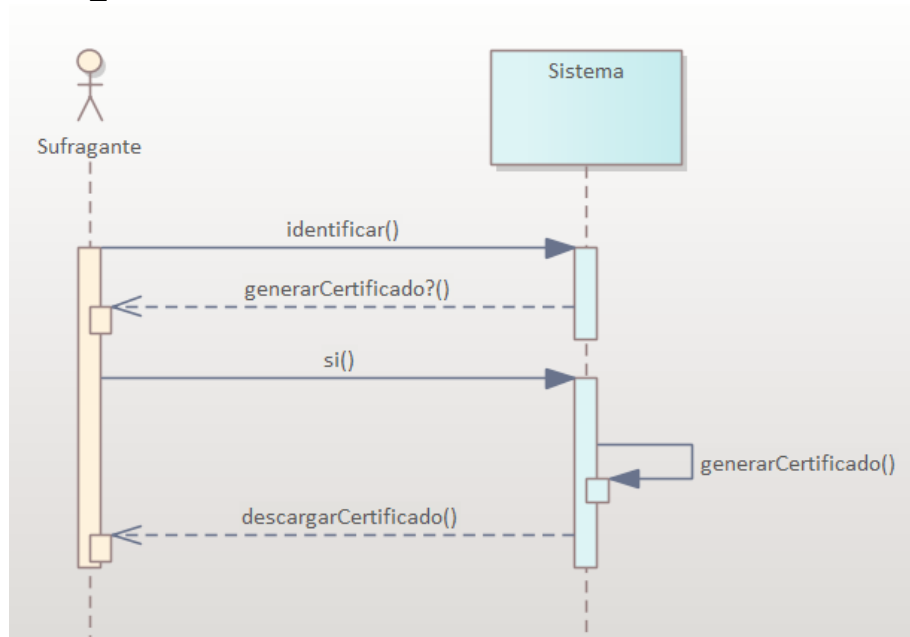 Sistema
Sufragante
identificar()
generarCertificado?()
si()
generarCertificado()
descargarCertificado()